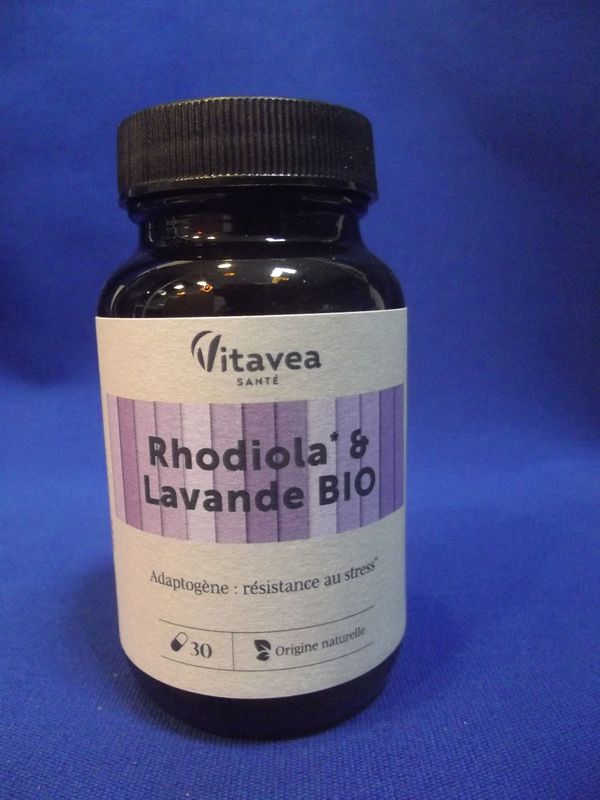 Vitavea
SANTÉ
Rhodiola* &
Lavande BIO
Adaptogène : résistance au stress*
30
Origine naturelle